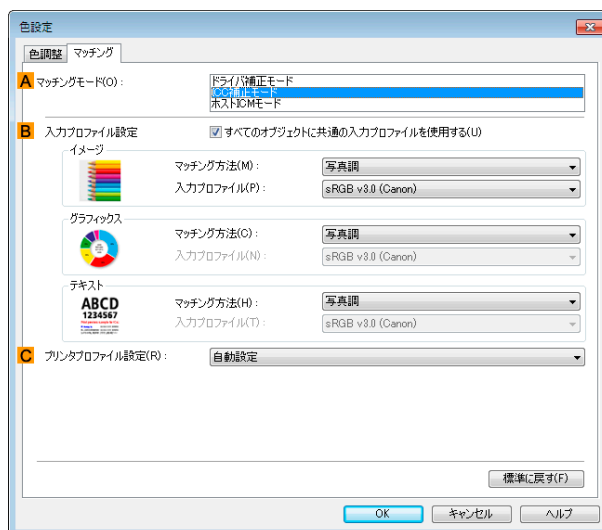 色設定
色調整 マッチング
A マッチングモード(O) :
ドライバ補正モード
ICC補正モード
ホストICMモード
B 入力プロファイル設定 すべてのオブジェクトに共通の入力プロファイルを使用する(U)
イメージ
マッチング方法(M) : 写真調
入力プロファイル(P) : sRGB v3.0 (Canon)
グラフィックス
マッチング方法(C) : 写真調
入力プロファイル(N) : sRGB v3.0 (Canon)
テキスト
ABCD
1234567
マッチング方法(H) : 写真調
入力プロファイル(T) : sRGB v3.0 (Canon)
C プリンタプロファイル設定(R) : 自動設定
標準に戻す(F)
OK キャンセル ヘルプ